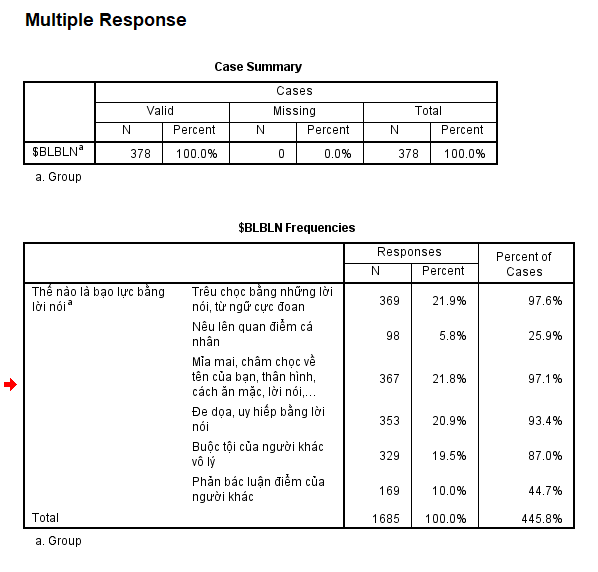 Multiple Response
Case Summary
Cases
Valid Missing Total
N Percent N Percent N Percent
$BLBLNª 378 100.0% 0 0.0% 378 100.0%
a. Group
$BLBLN Frequencies
Responses Percent of
N Percent Cases
Thế nào là bạo lực bằng
lời nóiª
Trêu chọc bằng những lời
nói, từ ngữ cực đoan
369 21.9% 97.6%
Nêu lên quan điểm cá
nhân
98 5.8% 25.9%
Mỉa mai, châm chọc về
tên của bạn, thân hình,
cách ăn mặc, lời nói,...
367 21.8% 97.1%
Đe dọa, uy hiếp bằng lời
nói
353 20.9% 93.4%
Buộc tội của người khác
vô lý
329 19.5% 87.0%
Phản bác luận điểm của
người khác
169 10.0% 44.7%
Total 1685 100.0% 445.8%
a. Group